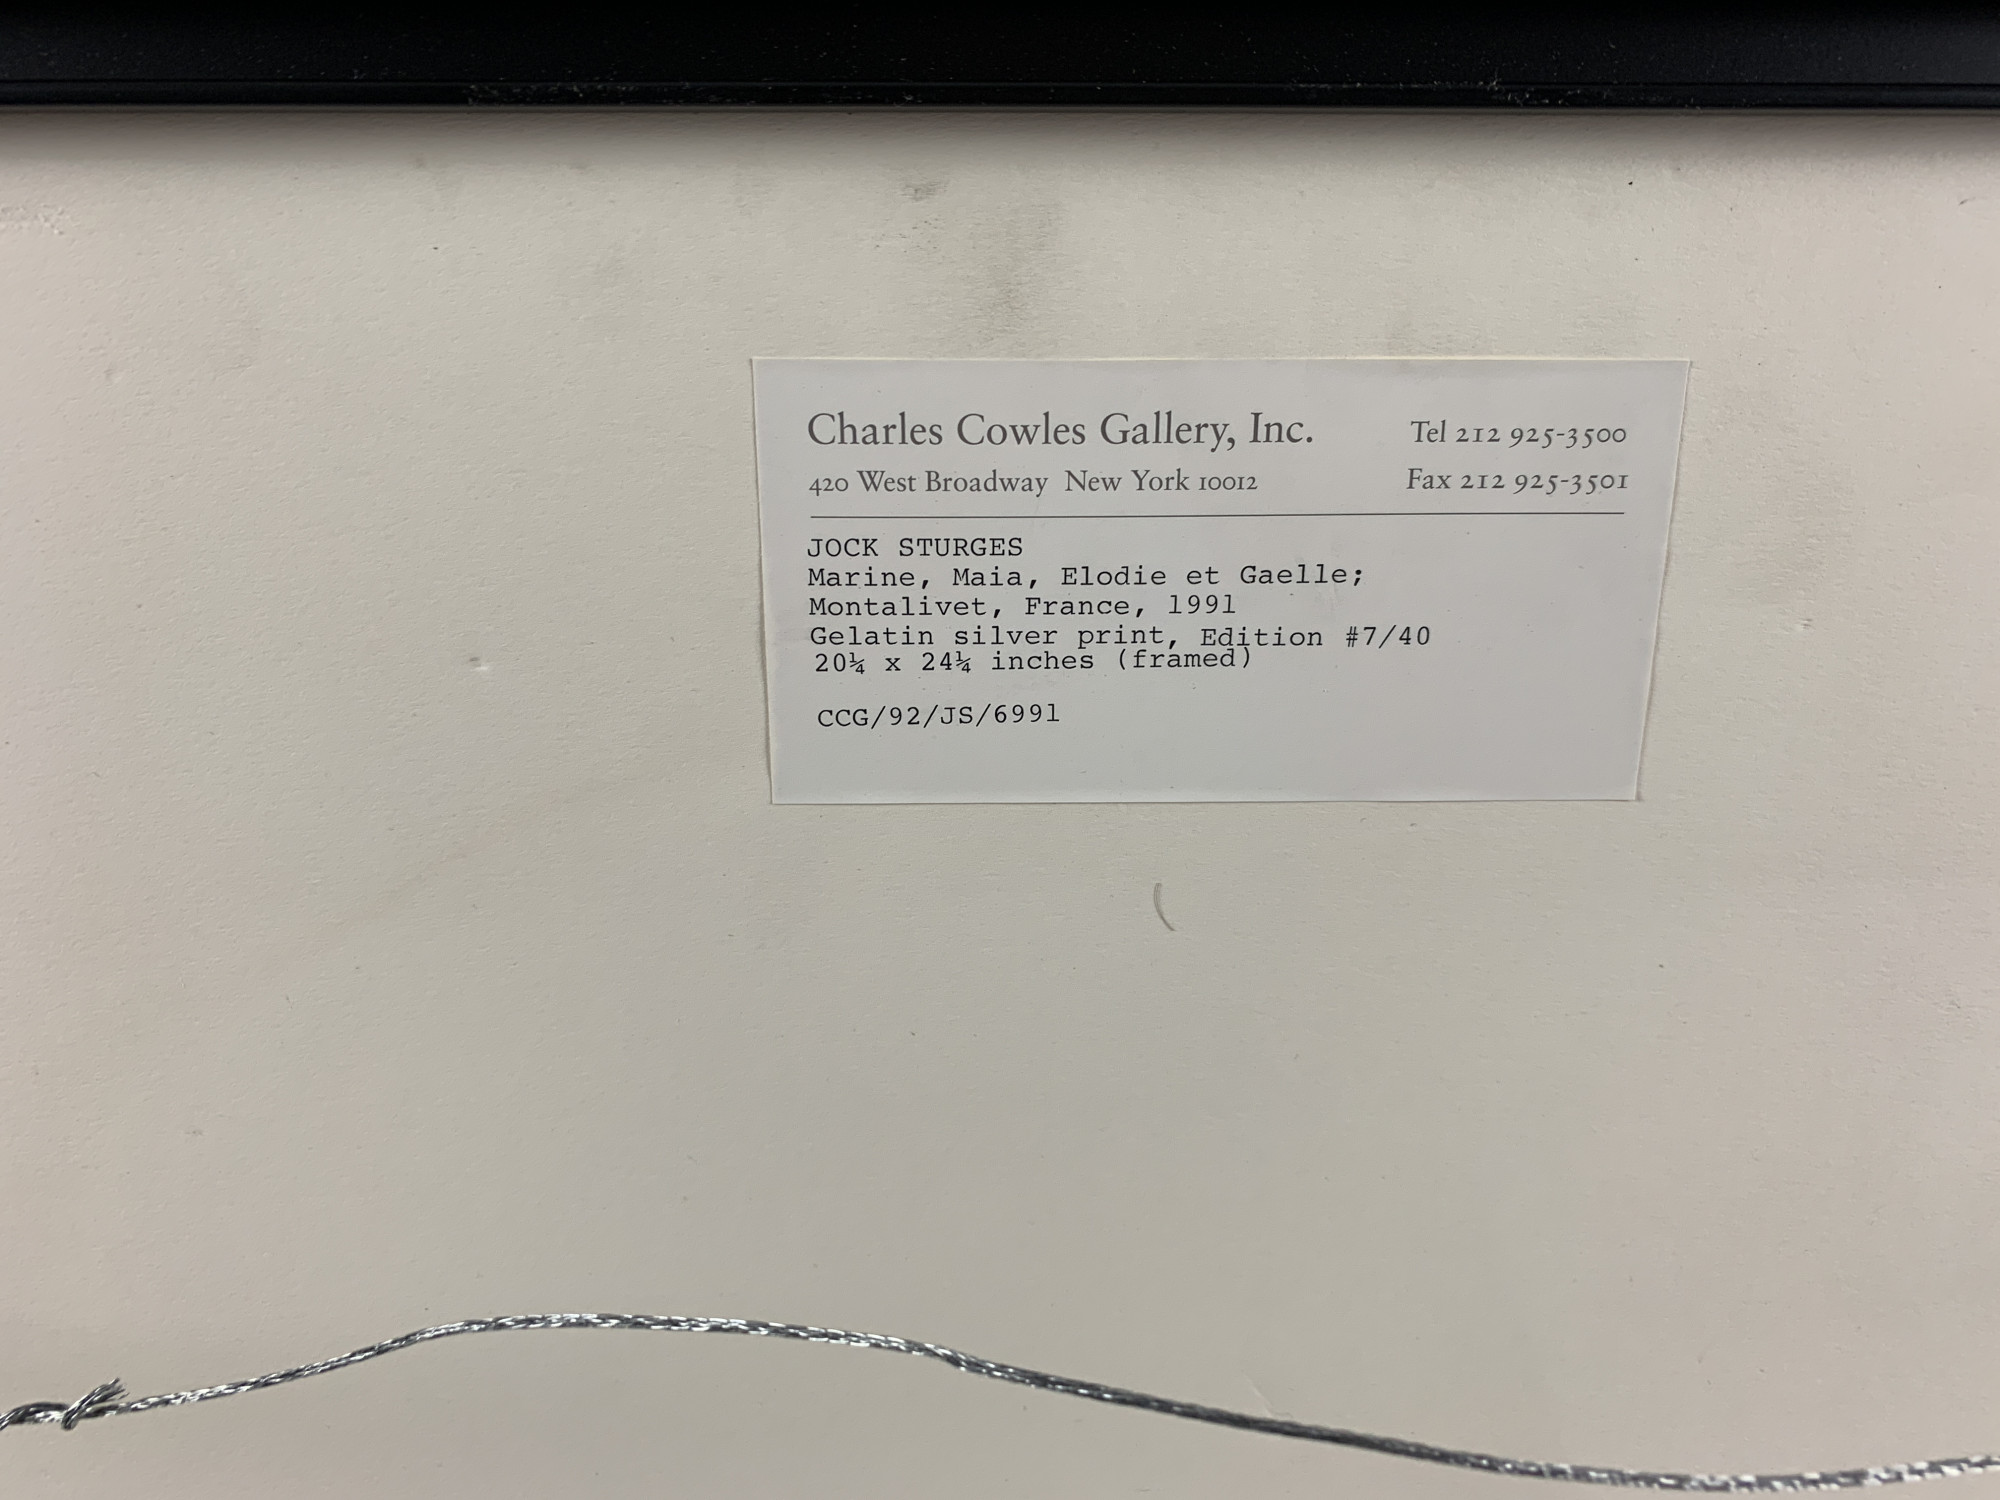 Charles Cowles Gallery, Inc. Tel 212 925-3500
420 West Broadway New York 10012 Fax 212 925-3501
JOCK STURGES
Marine, Maia, Elodie et Gaelle;
Montalivet, France, 1991
Gelatin silver print, Edition #7/40
20¼ x 24¼ inches (framed)
CCG/92/JS/6991